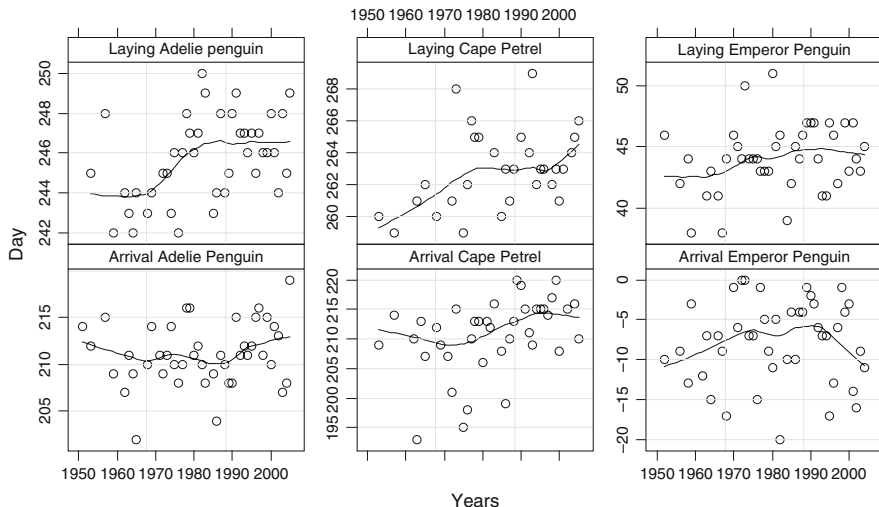 1950 1960 1970 1980 1990 2000
Laying Adelie penguin
Laying Cape Petrel
Laying Emperor Penguin
250
248
246
244
242
268
266
264
262
260
50
45
40
Day
Arrival Adelie Penguin
Arrival Cape Petrel
Arrival Emperor Penguin
215
210
205
220
215
210
205
200
195
0
-5
-10
-15
-20
1950 1960 1970 1980 1990 2000
1950 1960 1970 1980 1990 2000
Years